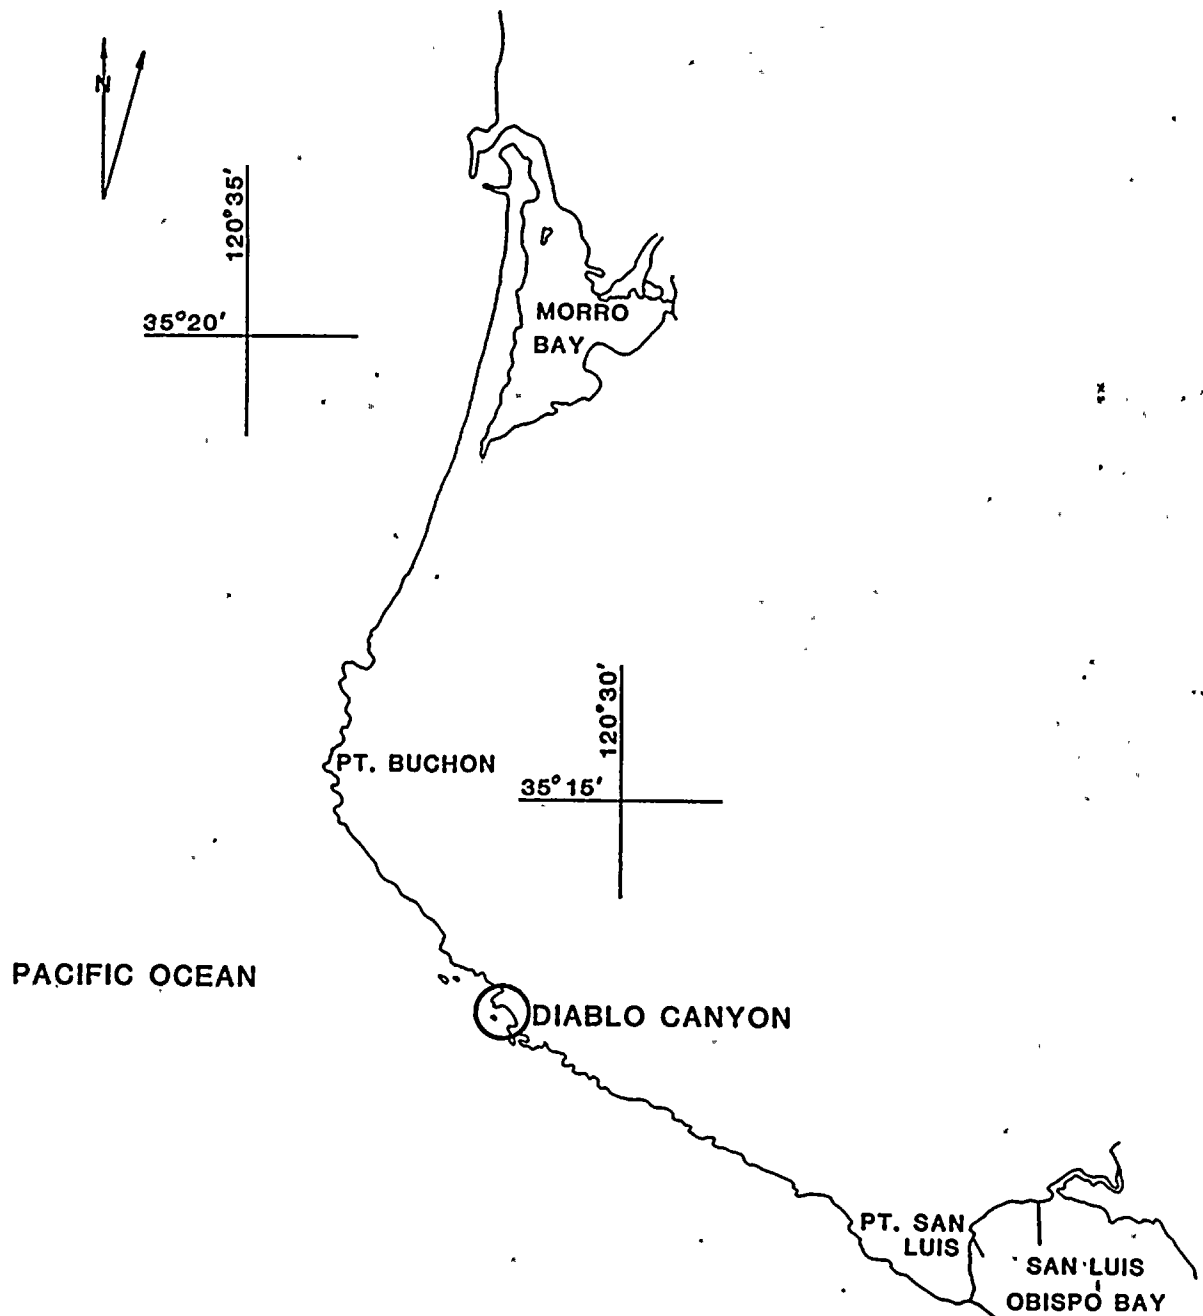 N
120°35'
35°20'
MORRO
BAY
120°30'
PT. BUCHON
35°15'
PACIFIC OCEAN
DIABLO CANYON
PT. SAN
LUIS
SAN LUIS
OBISPO BAY